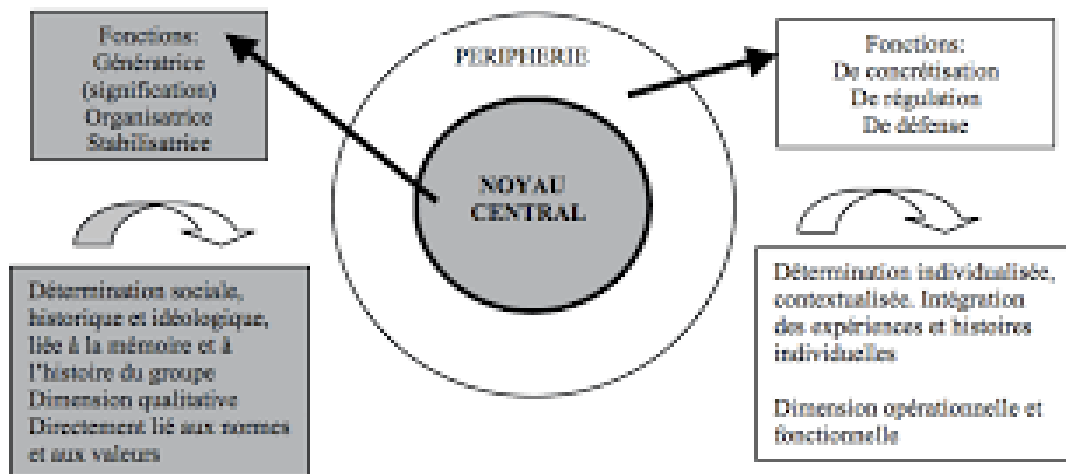 Fonctions:
Génératrice
(signification)
Organisatrice
Stabilisatrice
PERIPHERIE
NOYAU
CENTRAL
Fonctions:
De concrétisation
De régulation
De défense
Détermination sociale,
historique et idéologique,
liée à la mémoire et à
l'histoire du groupe
Dimension qualitative
Directement lié aux normes
et aux valeurs
Détermination individualisée,
contextualisée. Intégration
des expériences et histoires
individuelles
Dimension opérationnelle et
fonctionnelle